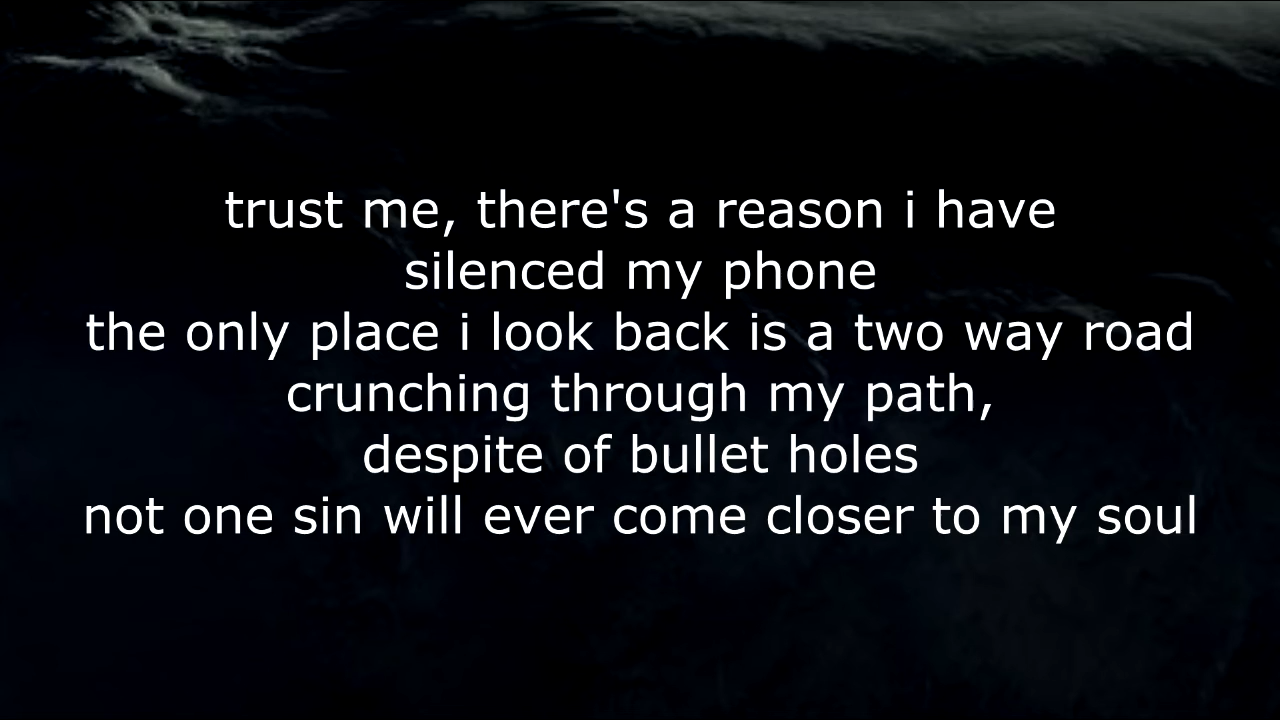 trust me, there's a reason i have
silenced my phone
the only place i look back is a two way road
crunching through my path,
despite of bullet holes
not one sin will ever come closer to my soul